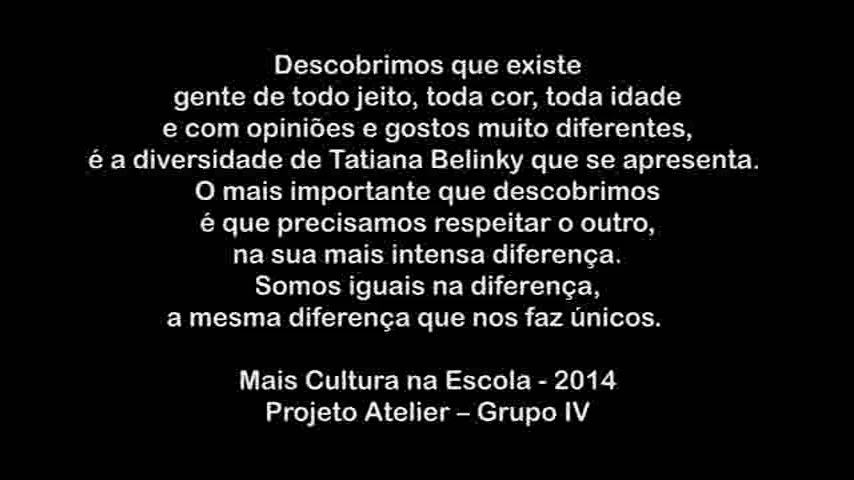 Descobrimos que existe
gente de todo jeito, toda cor, toda idade
e com opiniões e gostos muito diferentes,
é a diversidade de Tatiana Belinky que se apresenta.
O mais importante que descobrimos
é que precisamos respeitar o outro,
na sua mais intensa diferença.
Somos iguais na diferença,
a mesma diferença que nos faz únicos.
Mais Cultura na Escola - 2014
Projeto Atelier – Grupo IV